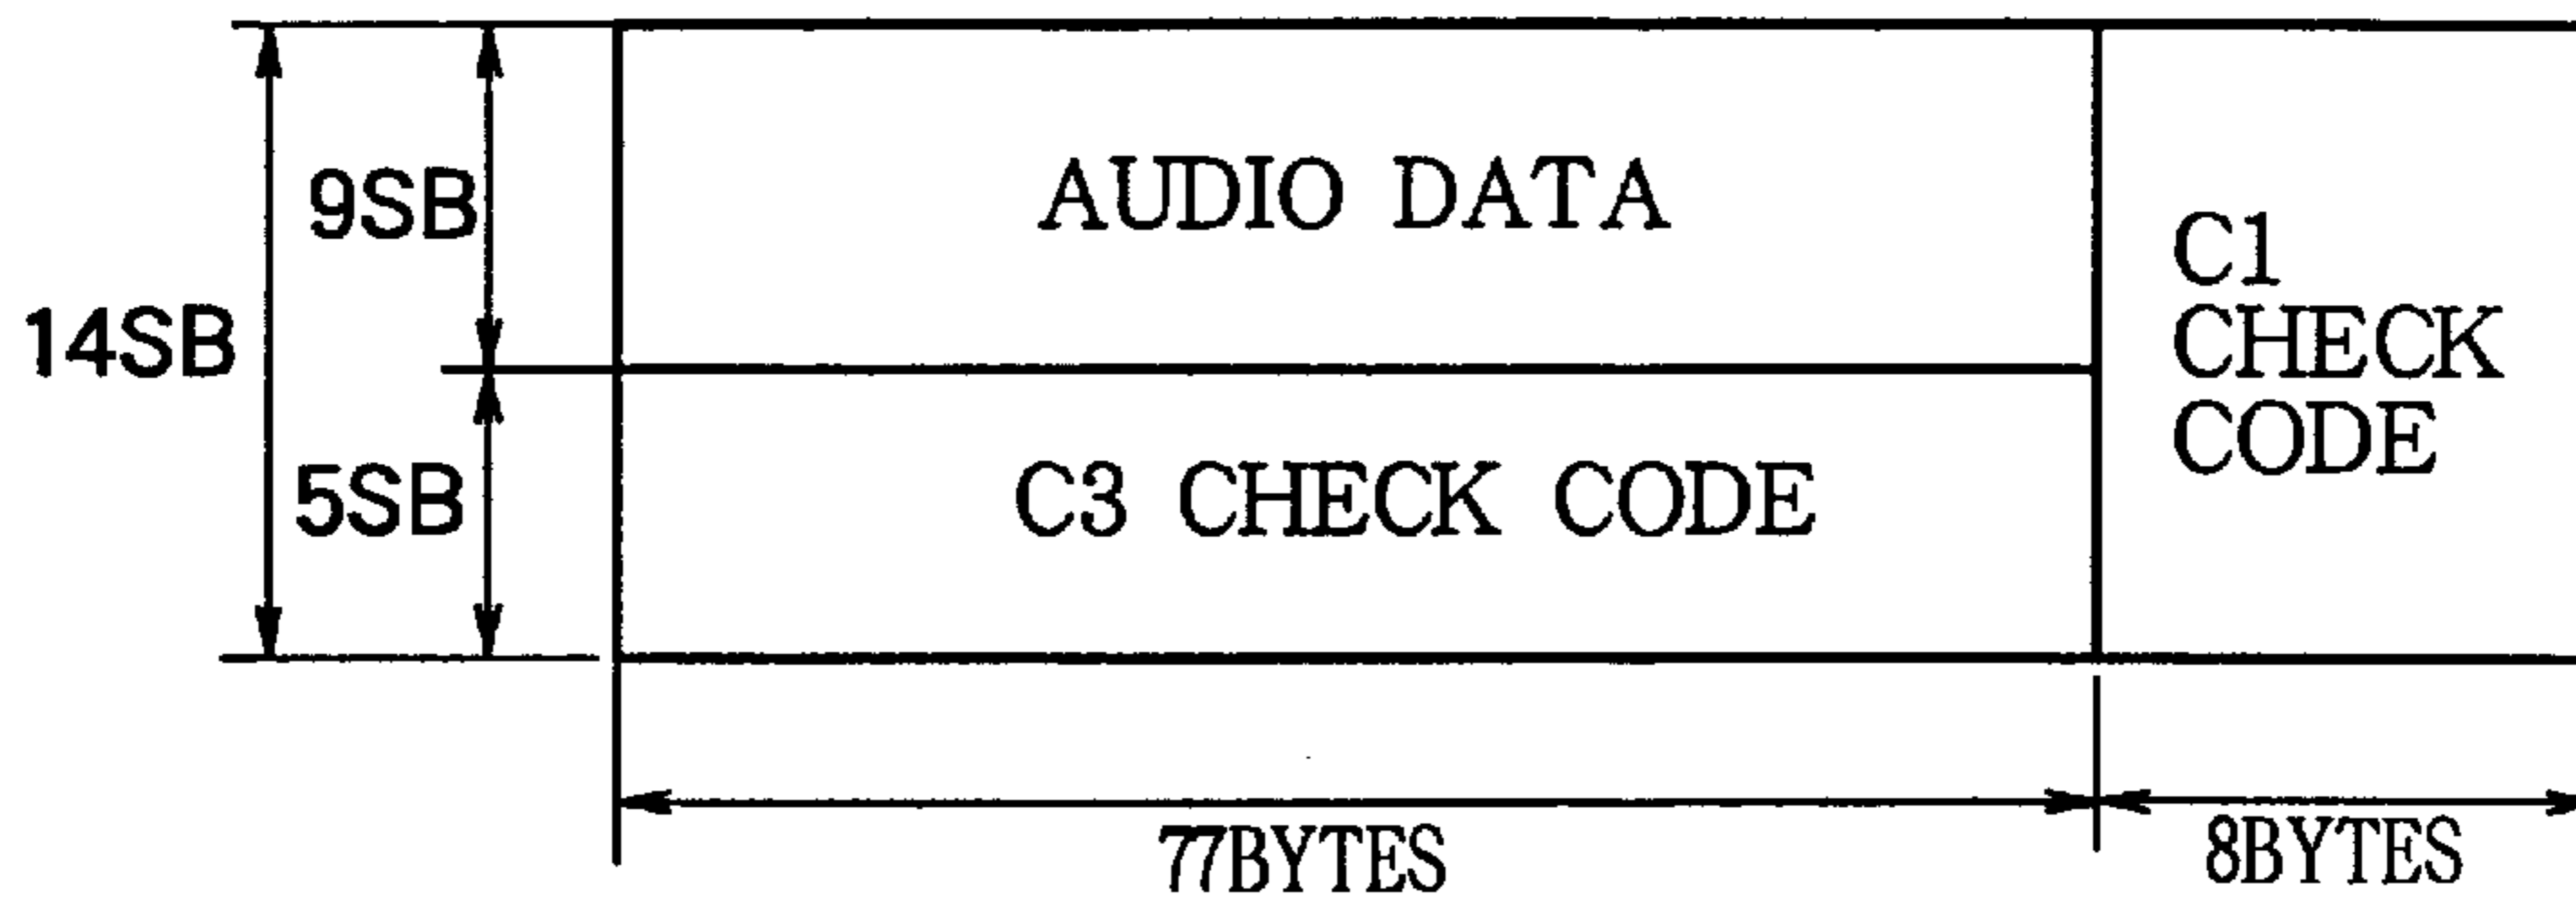 14SB
9SB
5SB
AUDIO DATA
C3 CHECK CODE
C1
CHECK
CODE
77BYTES
8BYTES